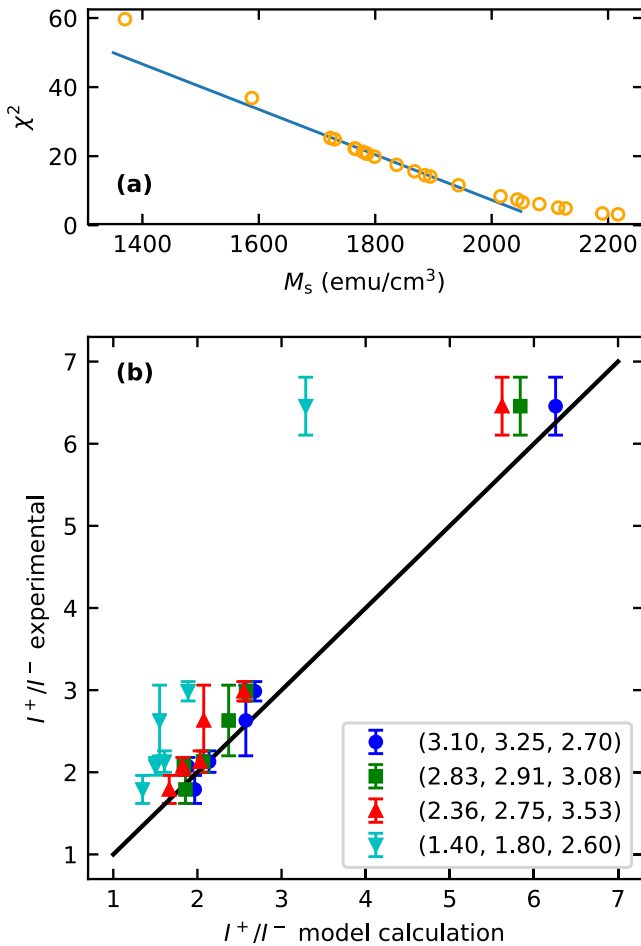 60
40
20
0
χ²
(a)
1400 1600 1800 2000 2200
Mₛ (emu/cm³)
7
6
5
4
3
2
1
I⁺/I⁻ experimental
(b)
(3.10, 3.25, 2.70)
(2.83, 2.91, 3.08)
(2.36, 2.75, 3.53)
(1.40, 1.80, 2.60)
1 2 3 4 5 6 7
I⁺/I⁻ model calculation